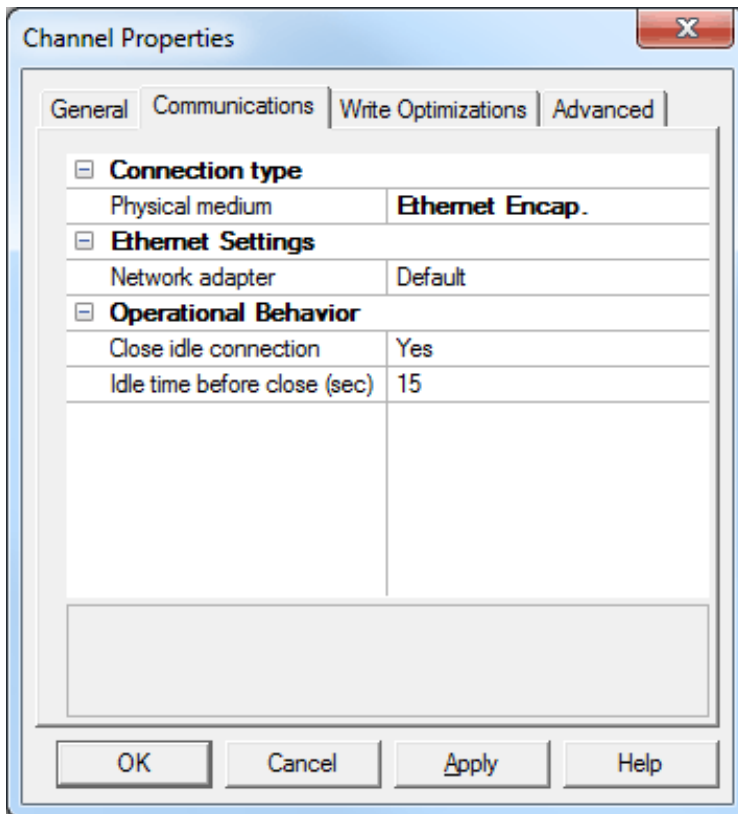 Channel Properties
General Communications Write Optimizations Advanced
Connection type
Physical medium Ethernet Encap.
Ethernet Settings
Network adapter Default
Operational Behavior
Close idle connection Yes
Idle time before close (sec) 15
OK Cancel Apply Help